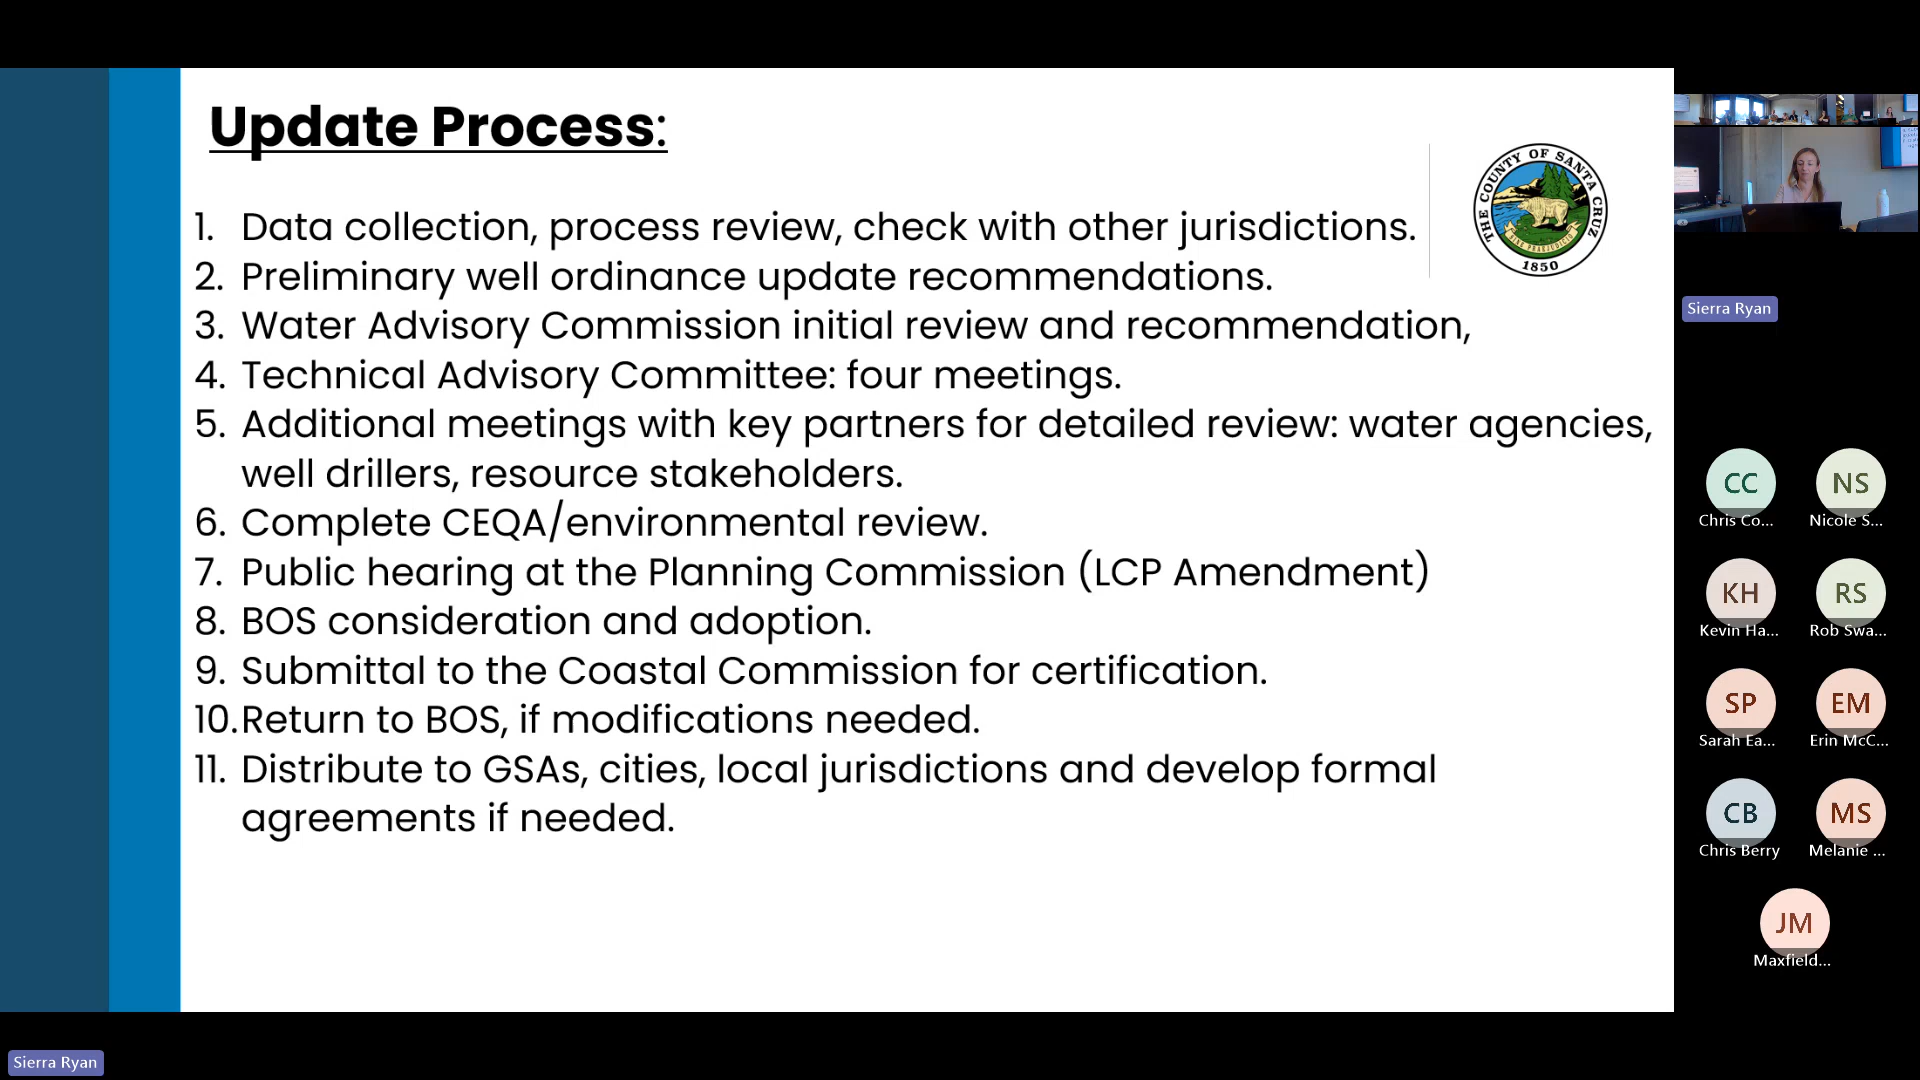 Update Process:
THE COUNTY OF SANTA CRUZ
1850
1. Data collection, process review, check with other jurisdictions.
2. Preliminary well ordinance update recommendations.
3. Water Advisory Commission initial review and recommendation,
4. Technical Advisory Committee: four meetings.
5. Additional meetings with key partners for detailed review: water agencies,
well drillers, resource stakeholders.
6. Complete CEQA/environmental review.
7. Public hearing at the Planning Commission (LCP Amendment)
8. BOS consideration and adoption.
9. Submittal to the Coastal Commission for certification.
10. Return to BOS, if modifications needed.
11. Distribute to GSAs, cities, local jurisdictions and develop formal
agreements if needed.
Sierra Ryan
CC
Chris Co...
NS
Nicole S...
KH
Kevin Ha...
RS
Rob Swa...
SP
Sarah Ea...
EM
Erin McC...
CB
Chris Berry
MS
Melanie ...
JM
Maxfield...
Sierra Ryan